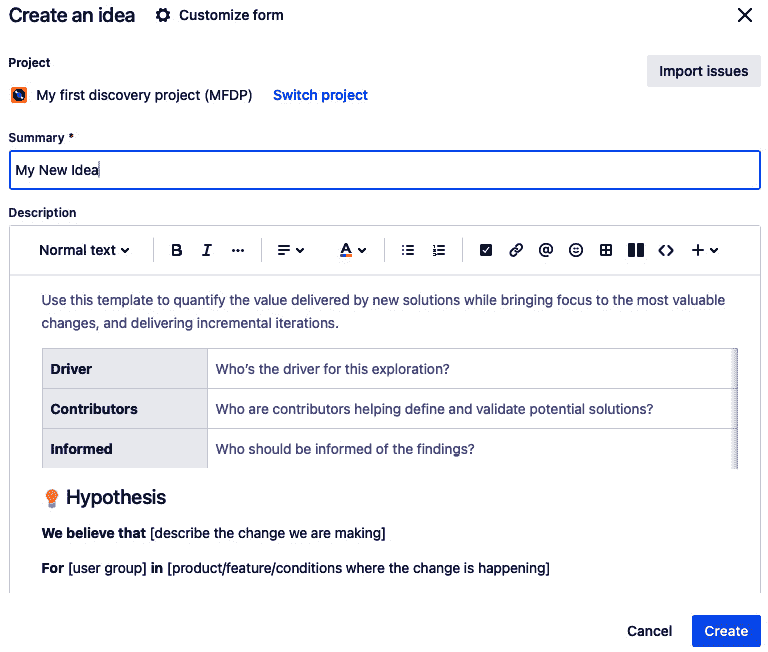 Create an idea Customize form
Project
Import issues
My first discovery project (MFDP) Switch project
Summary *
My New Idea
Description
Normal text B I ... A @ <> +
Use this template to quantify the value delivered by new solutions while bringing focus to the most valuable
changes, and delivering incremental iterations.
Driver Who's the driver for this exploration?
Contributors Who are contributors helping define and validate potential solutions?
Informed Who should be informed of the findings?
Hypothesis
We believe that [describe the change we are making]
For [user group] in [product/feature/conditions where the change is happening]
Cancel Create